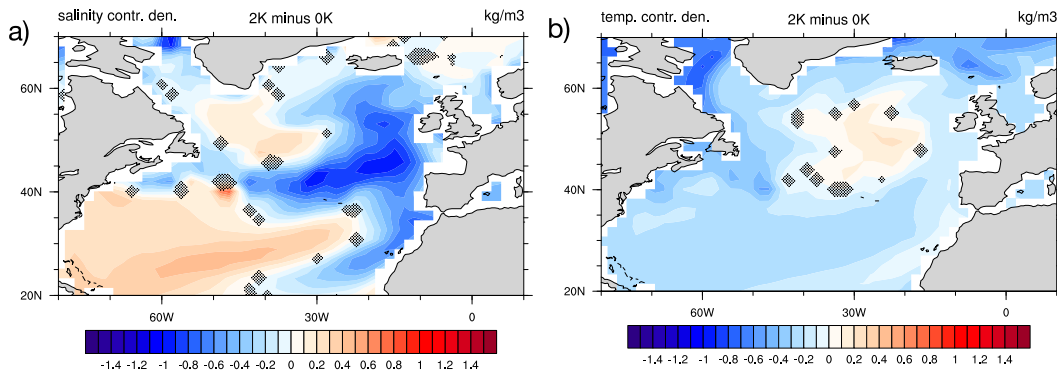 a)
salinity contr. den. 2K minus 0K kg/m3
60N
40N
20N
60W 30W 0
-1.4 -1.2 -1 -0.8 -0.6 -0.4 -0.2 0 0.2 0.4 0.6 0.8 1 1.2 1.4
b)
temp. contr. den. 2K minus 0K kg/m3
60N
40N
20N
60W 30W 0
-1.4 -1.2 -1 -0.8 -0.6 -0.4 -0.2 0 0.2 0.4 0.6 0.8 1 1.2 1.4